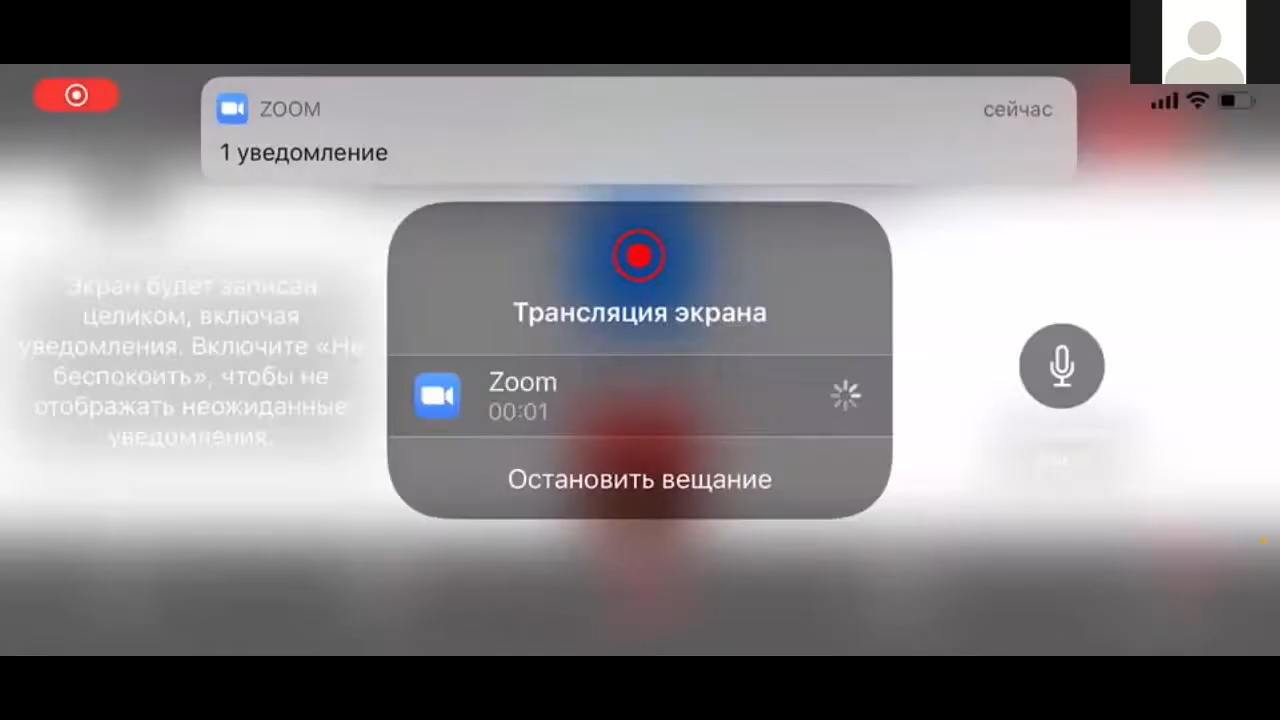 ZOOM
сейчас
1 уведомление
Экран будет записан
целиком, включая
уведомления. Включите «Не
беспокоить», чтобы не
отображать неожиданные
уведомления.
Трансляция экрана
Zoom
00:01
Остановить вещание